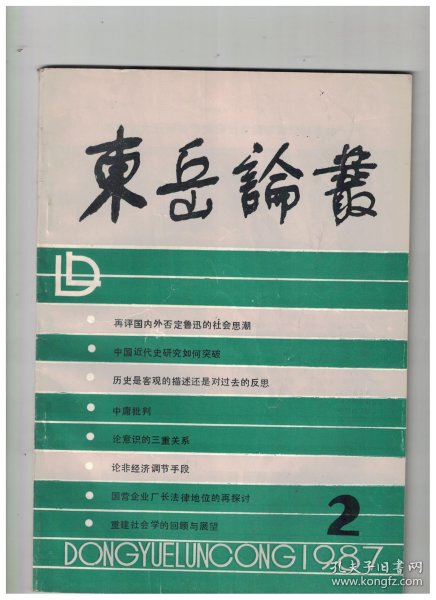 東岳論叢
再评国内外否定鲁迅的社会思潮
中国近代史研究如何突破
历史是客观的描述还是对过去的反思
中庸批判
论意识的三重关系
论非经济调节手段
国营企业厂长法律地位的再探讨
重建社会学的回顾与展望
2
DONGYUELUNCONG1987
孔夫子旧书网
www.kongfz.com